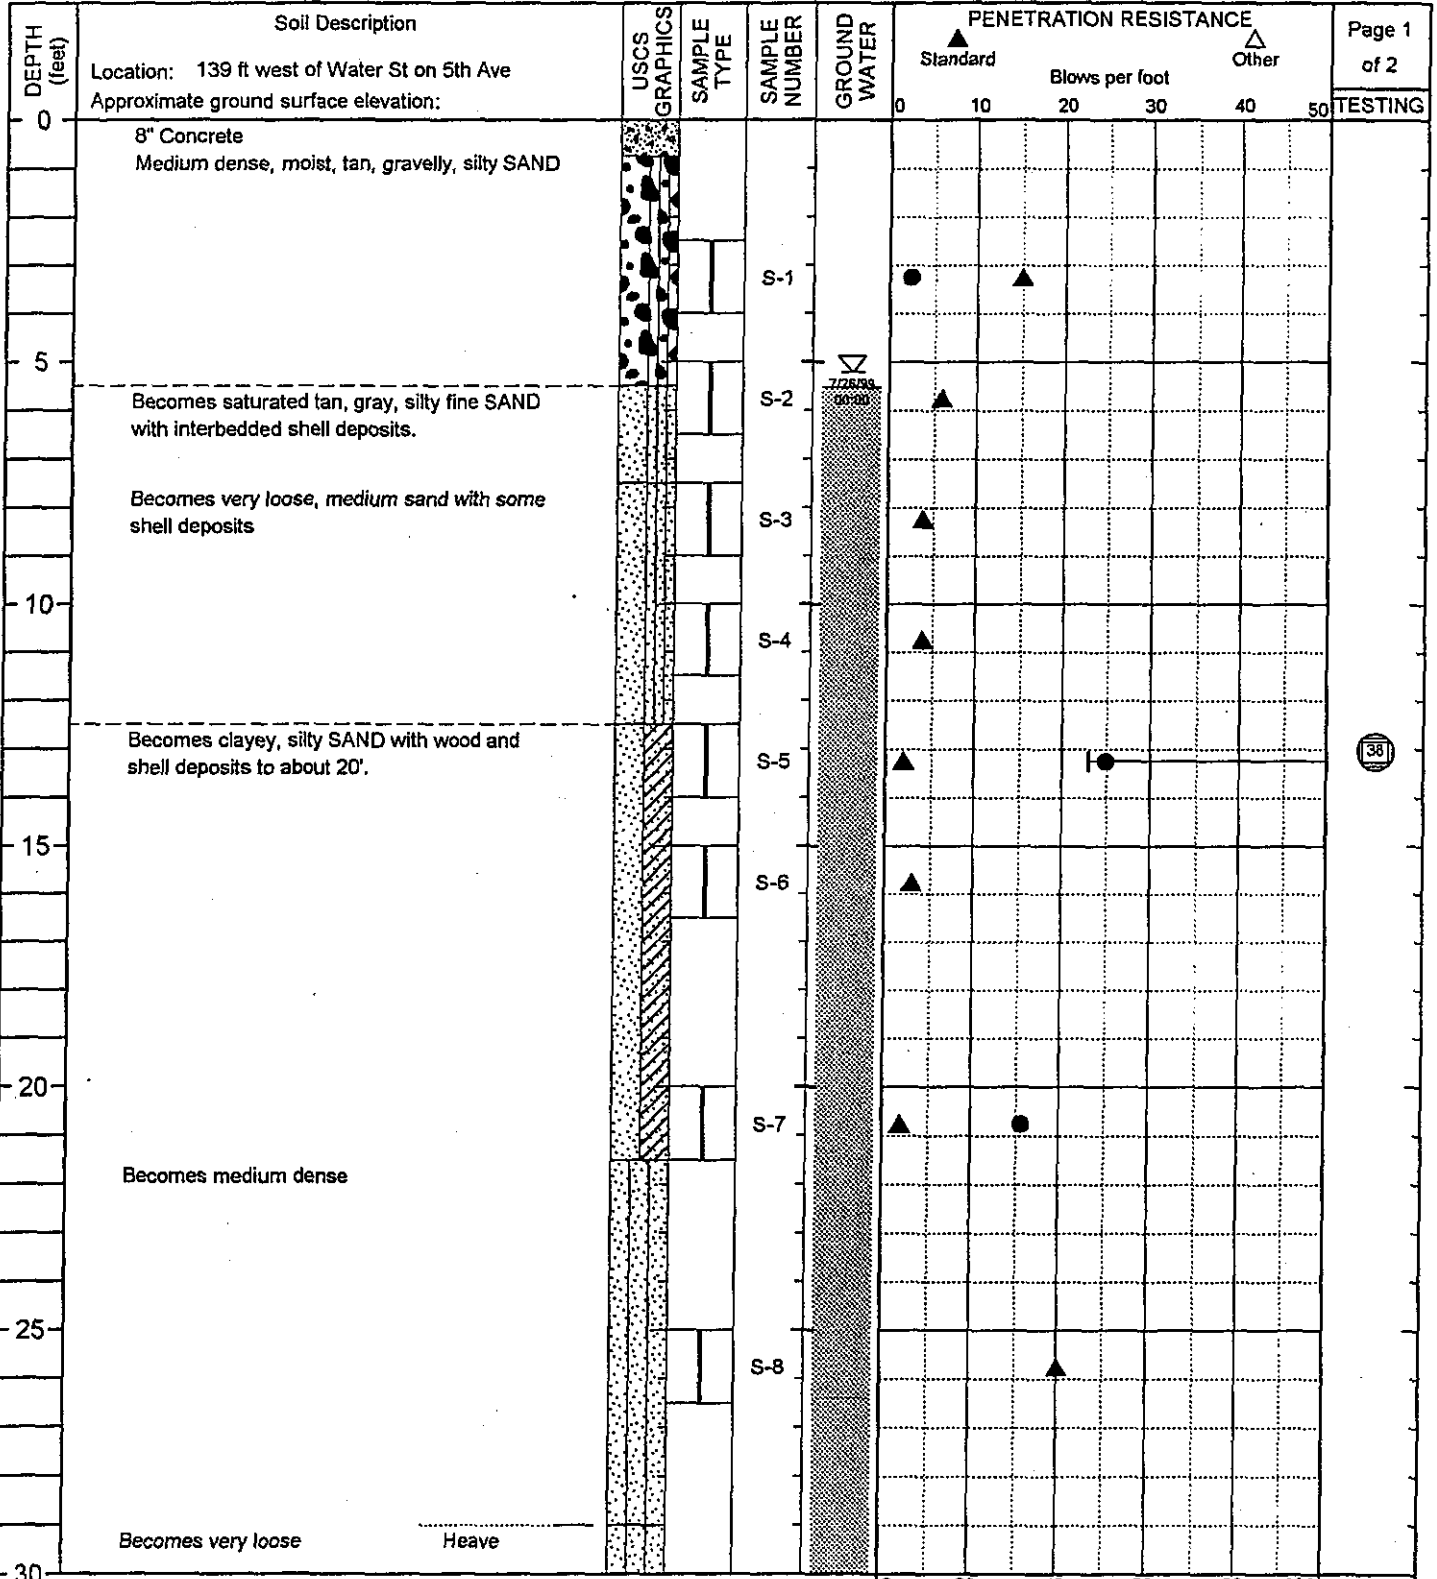 DEPTH (feet)
Soil Description
Location: 139 ft west of Water St on 5th Ave
Approximate ground surface elevation:
USCS GRAPHICS
SAMPLE TYPE
SAMPLE NUMBER
GROUND WATER
PENETRATION RESISTANCE
Standard
Other
Blows per foot
0 10 20 30 40 50
Page 1
of 2
TESTING
0
8" Concrete
Medium dense, moist, tan, gravelly, silty SAND
S-1
5
7/26/99
00:00
S-2
Becomes saturated tan, gray, silty fine SAND
with interbedded shell deposits.
Becomes very loose, medium sand with some
shell deposits
S-3
10
S-4
Becomes clayey, silty SAND with wood and
shell deposits to about 20'.
S-5
38
15
S-6
20
S-7
Becomes medium dense
25
S-8
Becomes very loose Heave
30